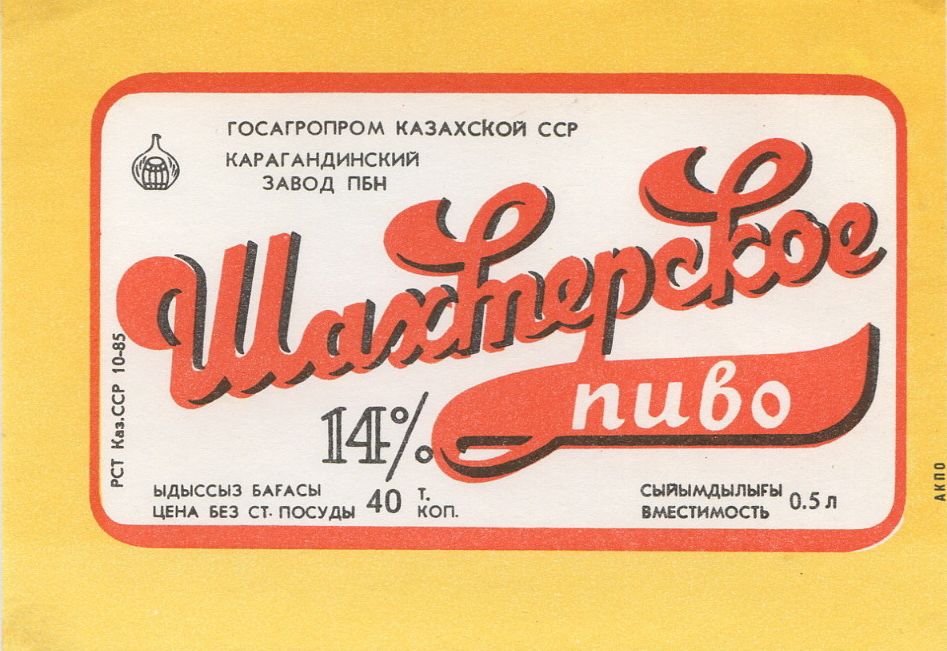 ГОСАГРОПРОМ КАЗАХСКОЙ ССР
КАРАГАНДИНСКИЙ
ЗАВОД ПБН
Шахтерское
пиво
14%
РСТ Каз.ССР 10-85
ЫДЫССЫЗ БАҒАСЫ 40 Т.
ЦЕНА БЕЗ СТ. ПОСУДЫ КОП.
СЫЙЫМДЫЛЫҒЫ 0.5 л
ВМЕСТИМОСТЬ
АКПО